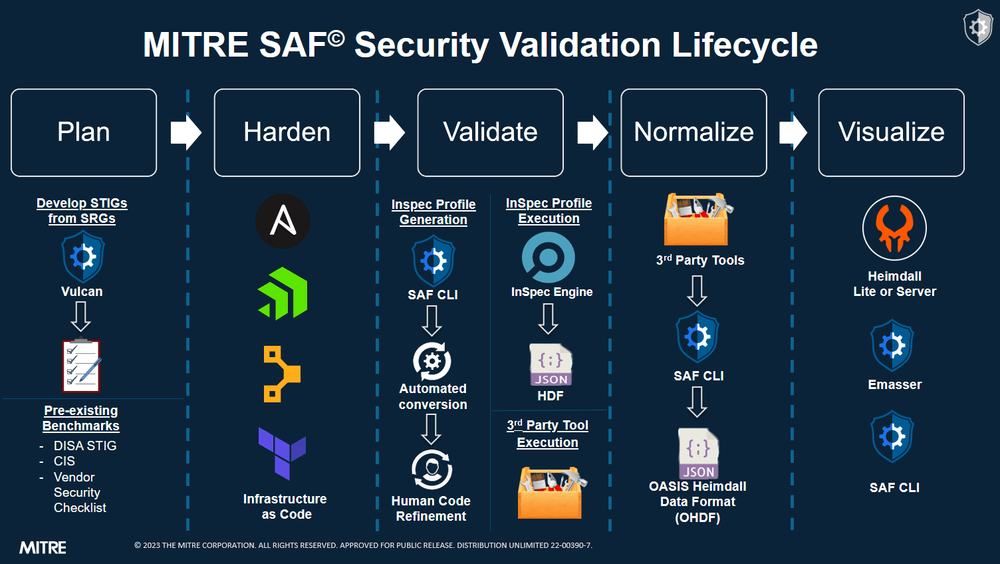 MITRE SAF© Security Validation Lifecycle
Plan
Harden
Validate
Normalize
Visualize
Develop STIGs
from SRGs
Vulcan
Pre-existing
Benchmarks
- DISA STIG
- CIS
- Vendor
Security
Checklist
Infrastructure
as Code
Inspec Profile
Generation
SAF CLI
Automated
conversion
Human Code
Refinement
InSpec Profile
Execution
InSpec Engine
{;}
JSON
HDF
3rd Party Tool
Execution
3rd Party Tools
SAF CLI
{;}
JSON
OASIS Heimdall
Data Format
(OHDF)
Heimdall
Lite or Server
Emasser
SAF CLI
MITRE
© 2023 THE MITRE CORPORATION. ALL RIGHTS RESERVED. APPROVED FOR PUBLIC RELEASE. DISTRIBUTION UNLIMITED 22-00390-7.